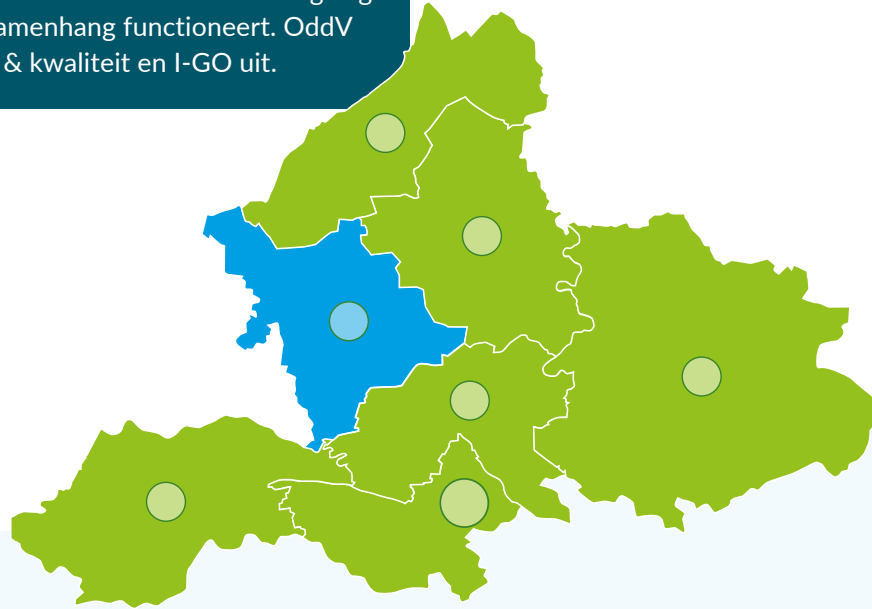 amenhang functioneert. OddV
& kwaliteit en I-GO uit.